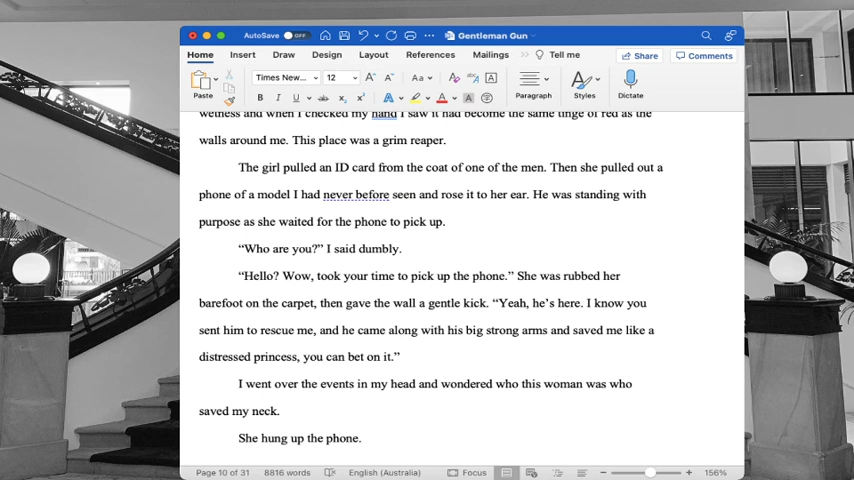 AutoSave OFF Gentleman Gun
Home Insert Draw Design Layout References Mailings >> Tell me Share Comments
Paste Times New... 12 Aa Paragraph Styles Dictate
B I U ab x₂ x² A A A
wetness and when I checked my hand I saw it had become the same tinge of red as the
walls around me. This place was a grim reaper.
The girl pulled an ID card from the coat of one of the men. Then she pulled out a
phone of a model I had never before seen and rose it to her ear. He was standing with
purpose as she waited for the phone to pick up.
“Who are you?” I said dumbly.
“Hello? Wow, took your time to pick up the phone.” She was rubbed her
barefoot on the carpet, then gave the wall a gentle kick. “Yeah, he’s here. I know you
sent him to rescue me, and he came along with his big strong arms and saved me like a
distressed princess, you can bet on it.”
I went over the events in my head and wondered who this woman was who
saved my neck.
She hung up the phone.
Page 10 of 31 8816 words English (Australia) Focus 156%